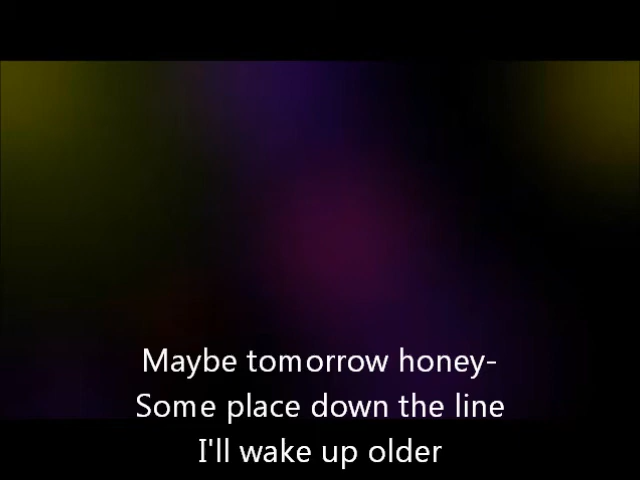 Maybe tomorrow honey-
Some place down the line
I'll wake up older